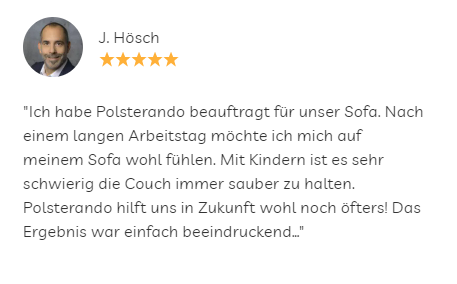 J. Hösch
"Ich habe Polsterando beauftragt für unser Sofa. Nach
einem langen Arbeitstag möchte ich mich auf
meinem Sofa wohl fühlen. Mit Kindern ist es sehr
schwierig die Couch immer sauber zu halten.
Polsterando hilft uns in Zukunft wohl noch öfters! Das
Ergebnis war einfach beeindruckend…"